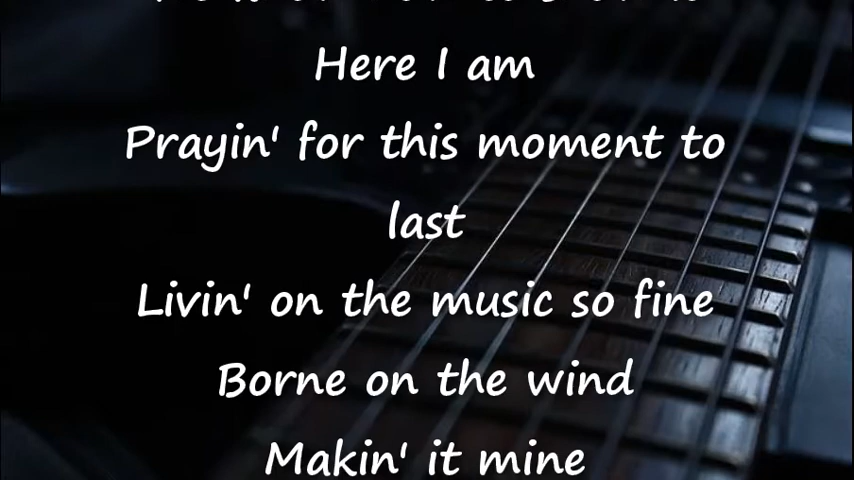 Here I am
Prayin' for this moment to
last
Livin' on the music so fine
Borne on the wind
Makin' it mine